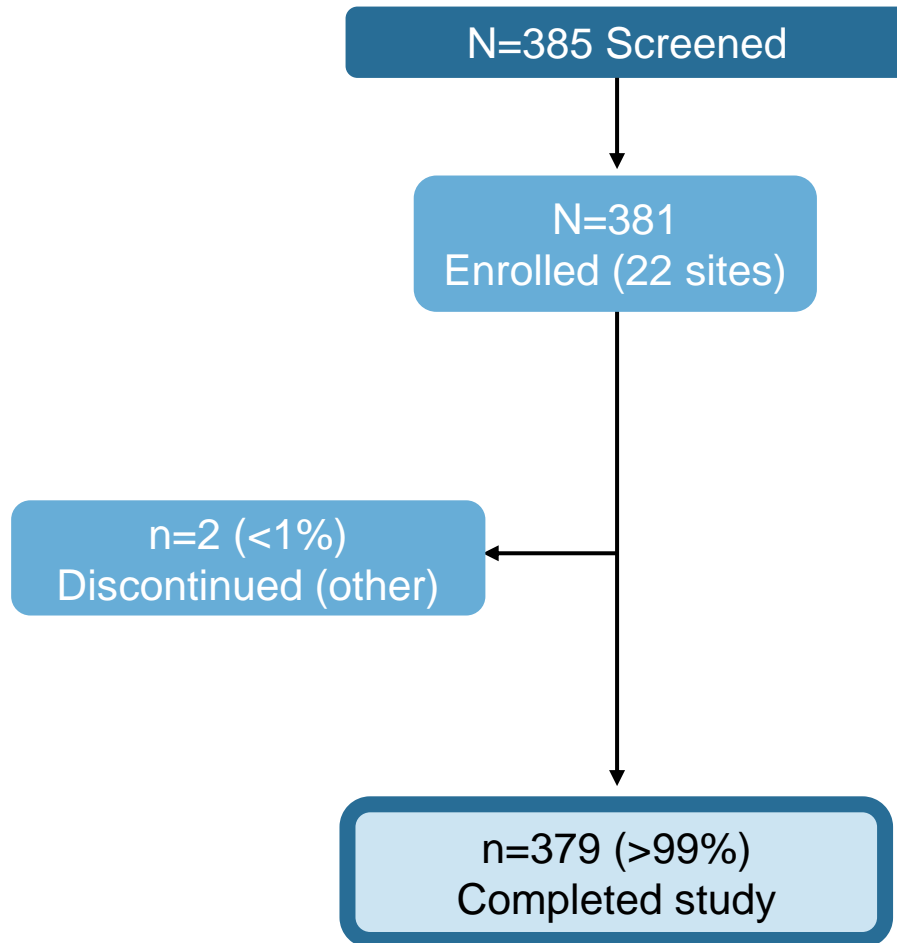 N=385 Screened
N=381
Enrolled (22 sites)
n=2 (<1%)
Discontinued (other)
n=379 (>99%)
Completed study